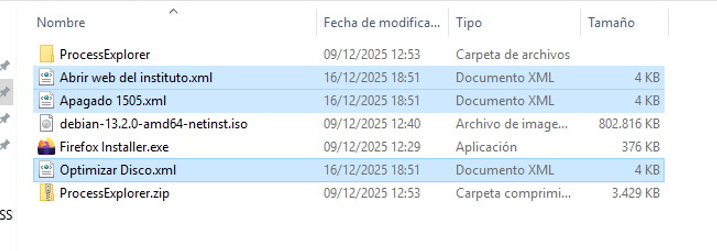 Nombre Fecha de modifica... Tipo Tamaño
ProcessExplorer 09/12/2025 12:53 Carpeta de archivos
Abrir web del instituto.xml 16/12/2025 18:51 Documento XML 4 KB
Apagado 1505.xml 16/12/2025 18:51 Documento XML 4 KB
debian-13.2.0-amd64-netinst.iso 09/12/2025 12:40 Archivo de image... 802.816 KB
Firefox Installer.exe 09/12/2025 12:29 Aplicación 376 KB
Optimizar Disco.xml 16/12/2025 18:51 Documento XML 4 KB
ProcessExplorer.zip 09/12/2025 12:53 Carpeta comprimi... 3.429 KB
SS